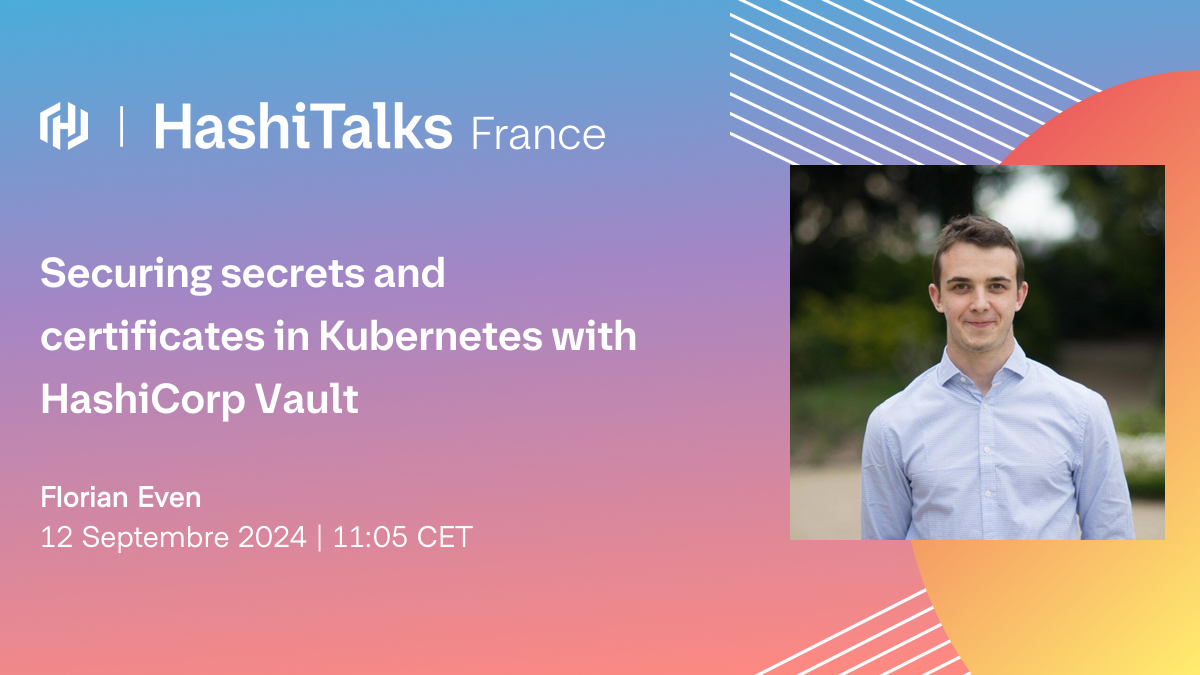 HashiTalks France
Securing secrets and
certificates in Kubernetes with
HashiCorp Vault
Florian Even
12 Septembre 2024 | 11:05 CET